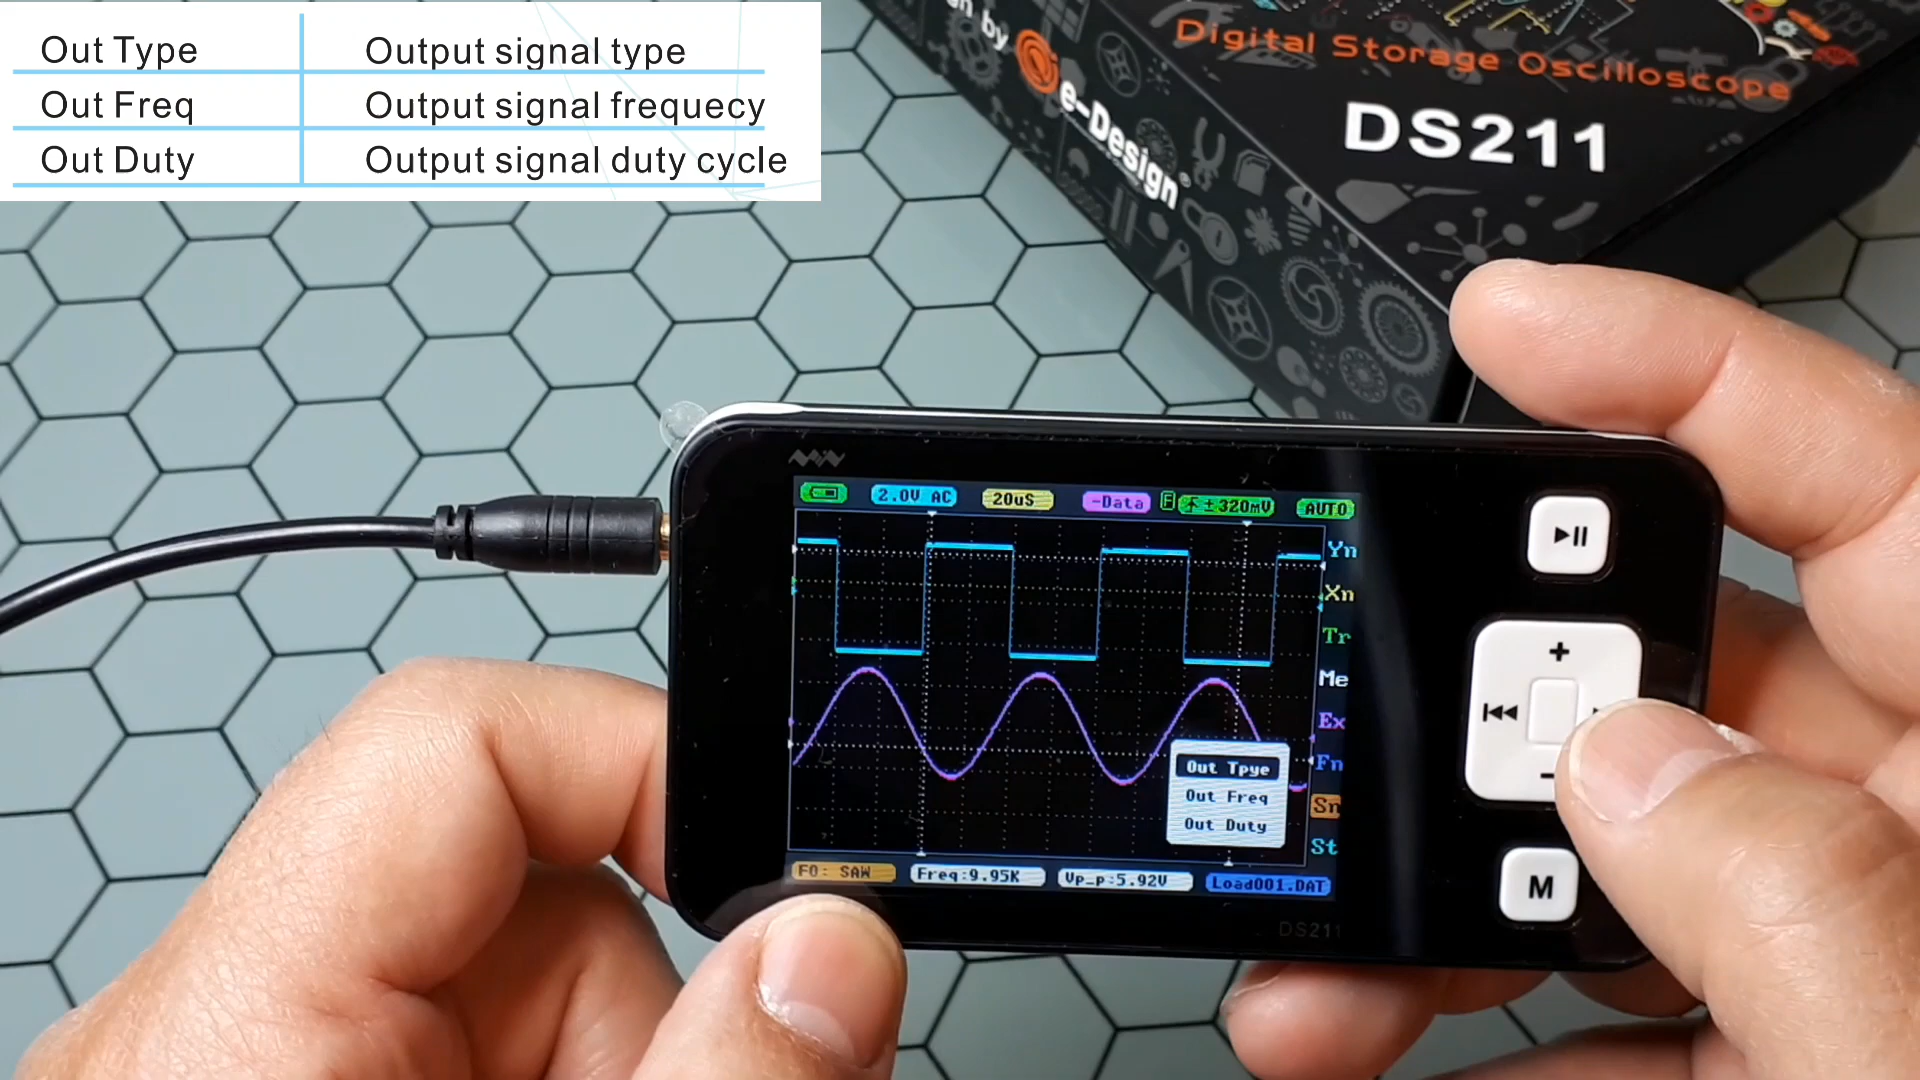 Out Type Output signal type
Out Freq Output signal frequecy
Out Duty Output signal duty cycle
by e-Design®
Digital Storage Oscilloscope
DS211
2.0V AC 20uS -Data F ±320mV AUTO
Yn
Xn
Tr
Me
Ex
Fn
Sn
St
Out Tpye
Out Freq
Out Duty
FO: SAW Freq:9.95K Vp_p:5.92V Load001.DAT
DS211
+
-
M